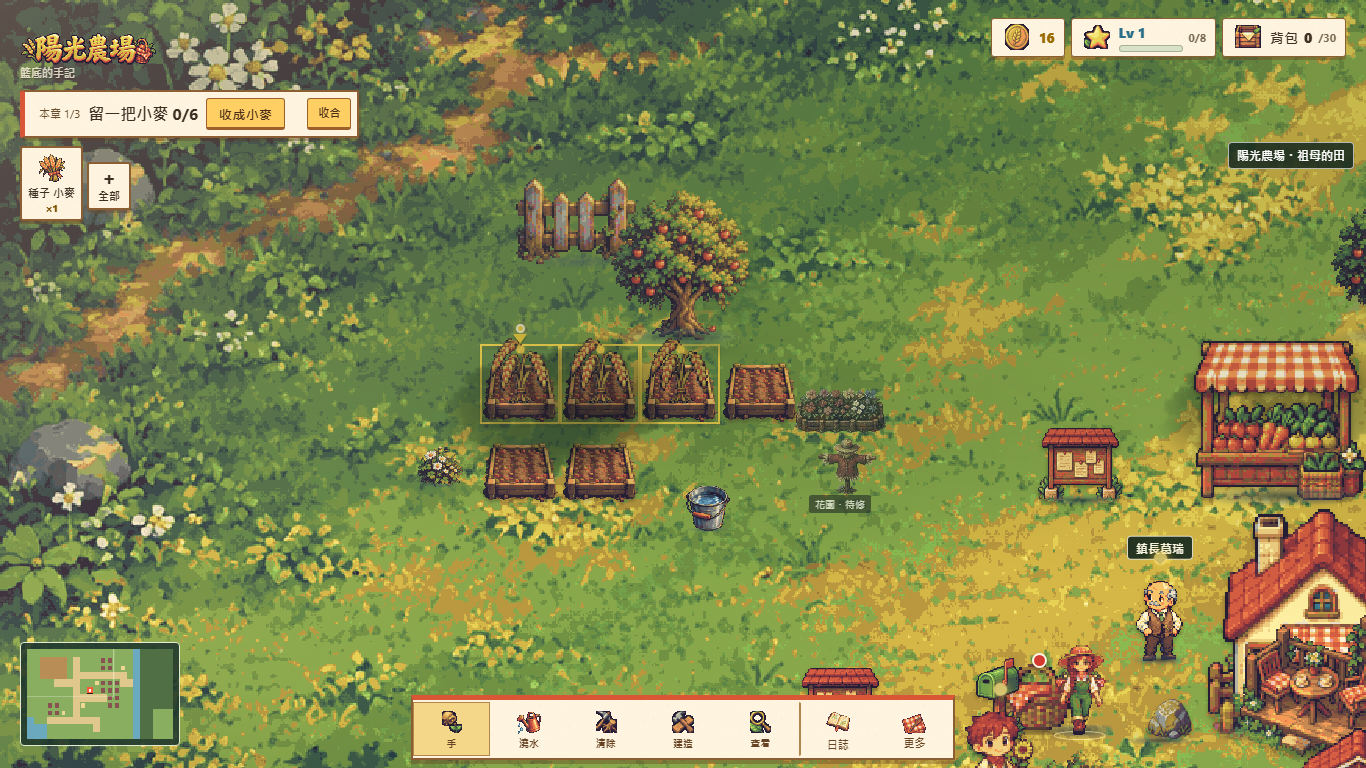 陽光農場
籃底的手記
16
Lv 1
0/8
背包 0 /30
本章 1/3 留一把小麥 0/6 收成小麥 收合
陽光農場・祖母的田
種子 小麥
×1
+
全部
花圃・待修
鎮長葛瑞
手
澆水
清除
建造
查看
日誌
更多